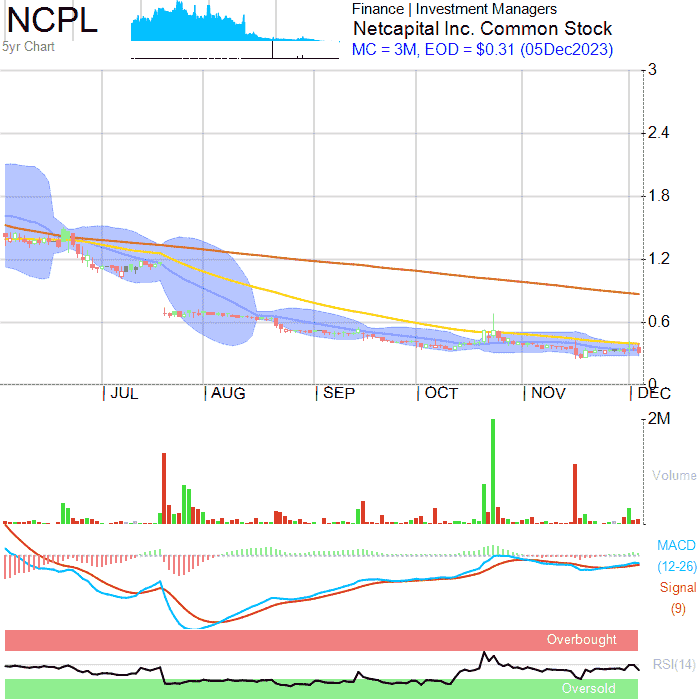 NCPL
5yr Chart
Finance | Investment Managers
Netcapital Inc. Common Stock
MC = 3M, EOD = $0.31 (05Dec2023)
3
2.4
1.8
1.2
0.6
0
JUL AUG SEP OCT NOV DEC
2M
Volume
MACD
(12-26)
Signal
(9)
Overbought
RSI(14)
Oversold